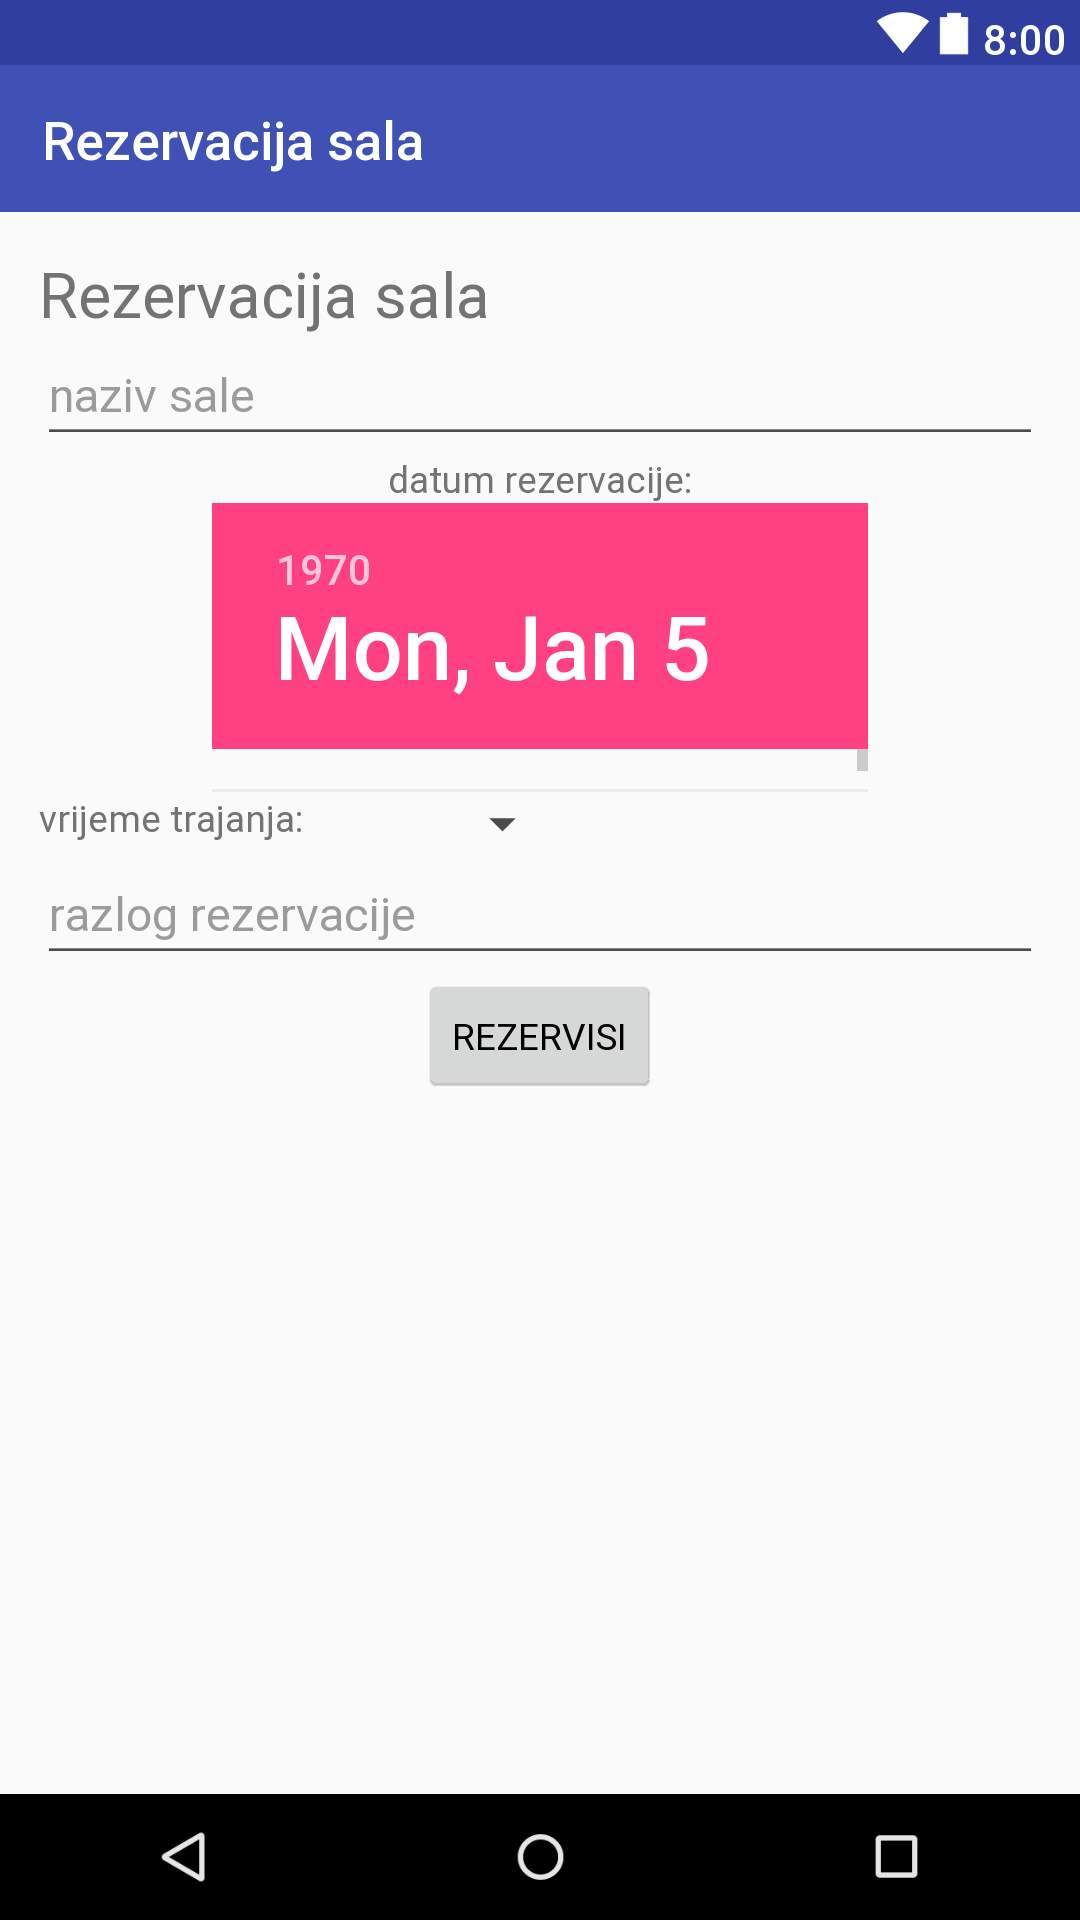 8:00
Rezervacija sala
Rezervacija sala
naziv sale
datum rezervacije:
1970
Mon, Jan 5
vrijeme trajanja:
razlog rezervacije
REZERVISI